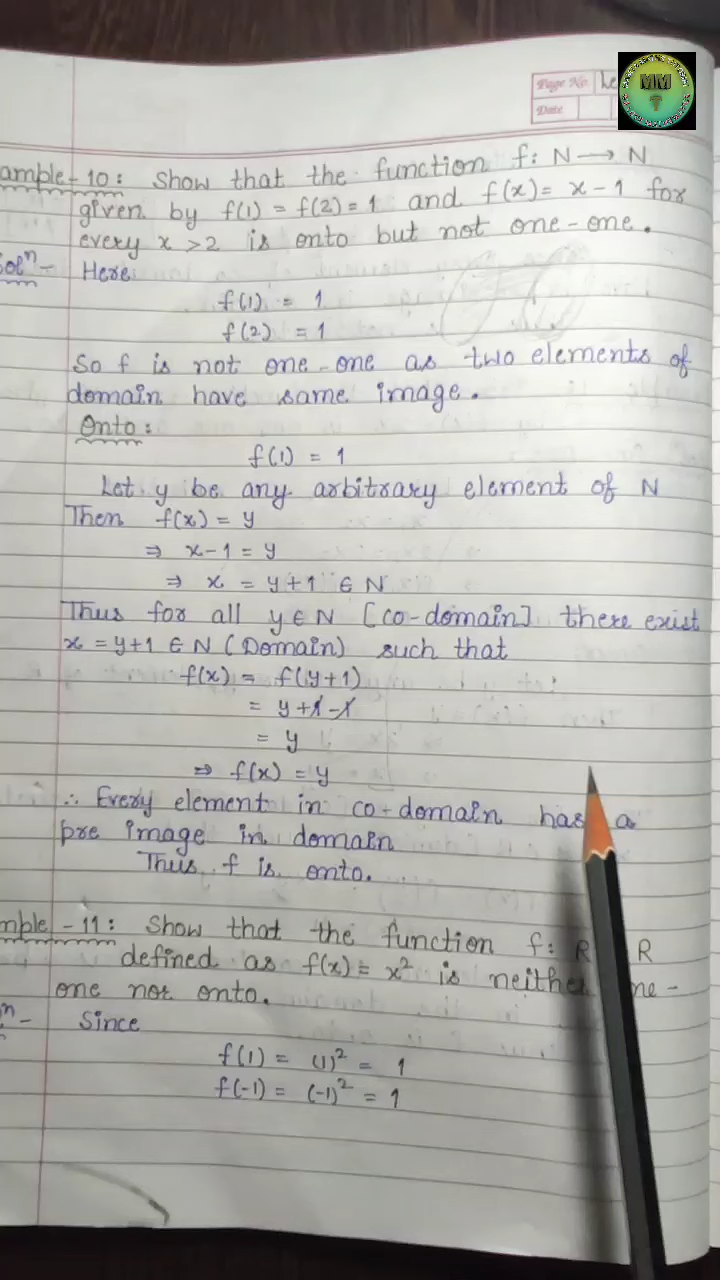 Page No.
Date
MM
ample-10: Show that the function f: N → N
given by f(1) = f(2) = 1 and f(x) = x - 1 for
every x > 2 is onto but not one-one.
Solⁿ- Here
f(1) = 1
f(2) = 1
So f is not one-one as two elements of
domain have same image.
Onto:
f(1) = 1
Let y be any arbitrary element of N
Then f(x) = y
⇒ x-1 = y
⇒ x = y+1 ∈ N
Thus for all y ∈ N [co-domain] there exist
x = y+1 ∈ N (Domain) such that
f(x) = f(y+1)
= y+1-1
= y
⇒ f(x) = y
∴ Every element in co-domain has a
pre image in domain
Thus f is onto.
mple-11: Show that the function f: R R
defined as f(x) = x² is neither ne-
one nor onto.
n- Since
f(1) = (1)² = 1
f(-1) = (-1)² = 1